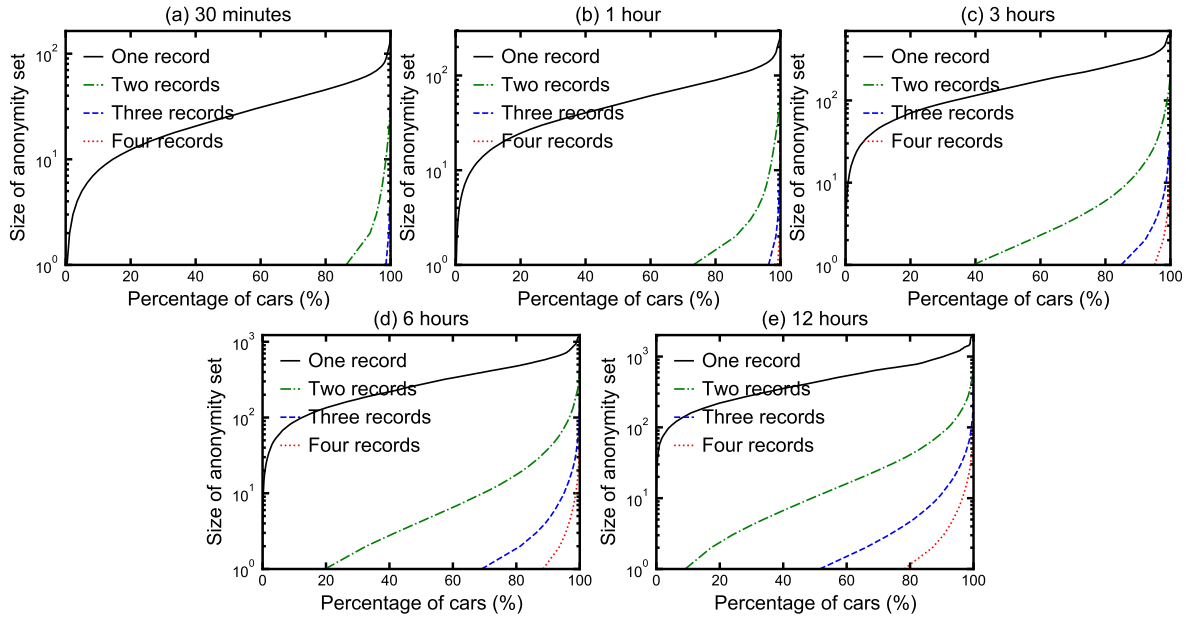 (a) 30 minutes
Size of anonymity set
10²
10¹
10⁰
One record
Two records
Three records
Four records
0 20 40 60 80 100
Percentage of cars (%)
(b) 1 hour
Size of anonymity set
10²
10¹
10⁰
One record
Two records
Three records
Four records
0 20 40 60 80 100
Percentage of cars (%)
(c) 3 hours
Size of anonymity set
10²
10¹
10⁰
One record
Two records
Three records
Four records
0 20 40 60 80 100
Percentage of cars (%)
(d) 6 hours
Size of anonymity set
10³
10²
10¹
10⁰
One record
Two records
Three records
Four records
0 20 40 60 80 100
Percentage of cars (%)
(e) 12 hours
Size of anonymity set
10³
10²
10¹
10⁰
One record
Two records
Three records
Four records
0 20 40 60 80 100
Percentage of cars (%)